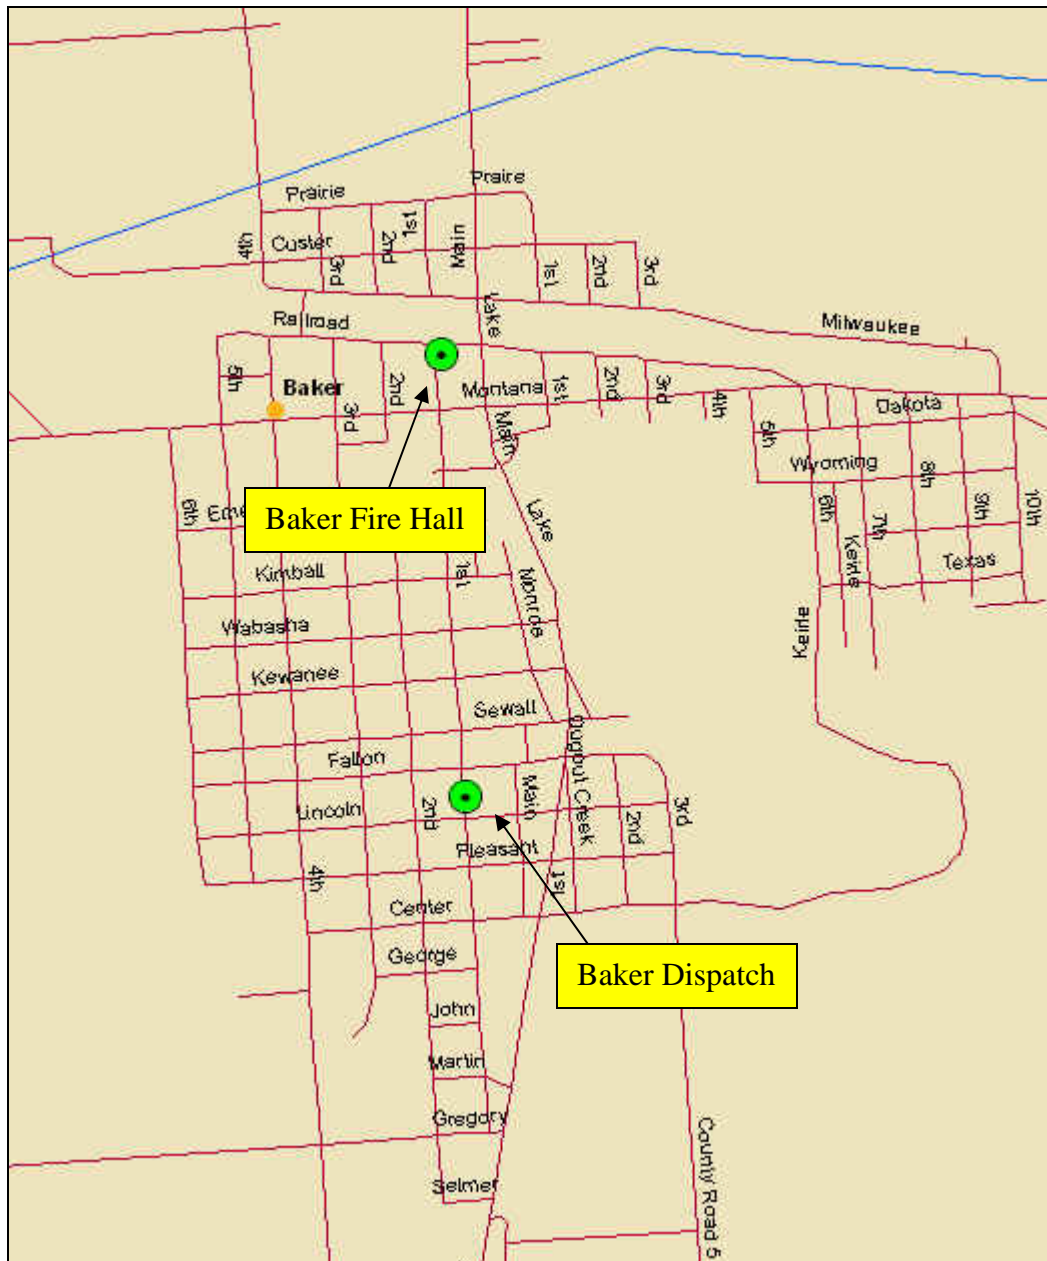 Prairie
Praire
1st
2nd
Main
4th
Custer
3rd
1st
2nd
3rd
Lake
Railroad
Milwaukee
5th
Baker
2nd
Montana
1st
2nd
3rd
4th
Dakota
3rd
Main
5th
Wyoming
8th
6th
Baker Fire Hall
Lake
6th
7th
9th
10th
Keirle
Texas
Kimball
1st
Monroe
Wabasha
Keirle
Kewanee
Sewall
Dugout Creek
Fallon
Main
Lincoln
2nd
2nd
3rd
Pleasant
4th
1st
Center
George
Baker Dispatch
John
Martin
Gregory
County Road 5
Selmer